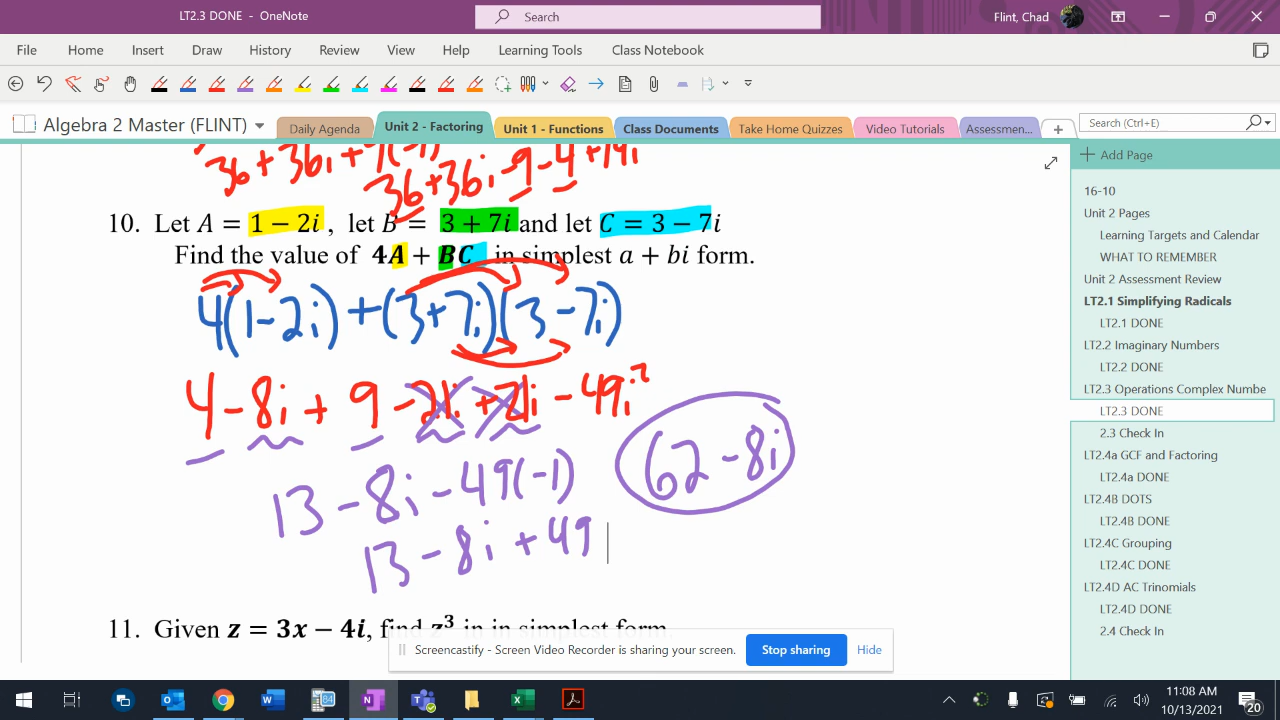 LT2.3 DONE - OneNote
Search
Flint, Chad
File Home Insert Draw History Review View Help Learning Tools Class Notebook
Algebra 2 Master (FLINT)
Daily Agenda
Unit 2 - Factoring
Unit 1 - Functions
Class Documents
Take Home Quizzes
Video Tutorials
Assessmen...
Search (Ctrl+E)
36 + 36i +
36 + 36i - 9 - 4 + 14i
10. Let A = 1 − 2i , let B = 3 + 7i and let C = 3 − 7i
Find the value of 4A + BC in simplest a + bi form.
4(1-2i) + (3+7i)(3-7i)
4 - 8i + 9 - 21i + 21i - 49i²
13 - 8i - 49(-1)
62 - 8i
13 - 8i + 49
11. Given z = 3x − 4i, find z³ in in simplest form.
Screencastify - Screen Video Recorder is sharing your screen.
Stop sharing
Hide
Add Page
16-10
Unit 2 Pages
Learning Targets and Calendar
WHAT TO REMEMBER
Unit 2 Assessment Review
LT2.1 Simplifying Radicals
LT2.1 DONE
LT2.2 Imaginary Numbers
LT2.2 DONE
LT2.3 Operations Complex Numbe
LT2.3 DONE
2.3 Check In
LT2.4a GCF and Factoring
LT2.4a DONE
LT2.4B DOTS
LT2.4B DONE
LT2.4C Grouping
LT2.4C DONE
LT2.4D AC Trinomials
LT2.4D DONE
2.4 Check In
84
11:08 AM
10/13/2021
20